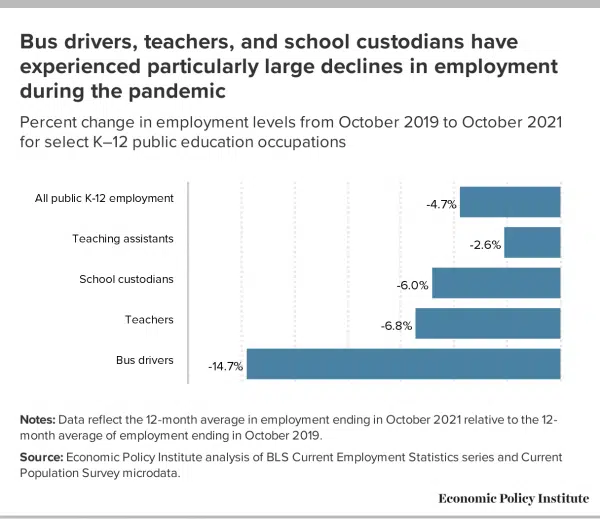 Bus drivers, teachers, and school custodians have
experienced particularly large declines in employment
during the pandemic
Percent change in employment levels from October 2019 to October 2021
for select K–12 public education occupations
All public K-12 employment
-4.7%
Teaching assistants
-2.6%
School custodians
-6.0%
Teachers
-6.8%
Bus drivers
-14.7%
Notes: Data reflect the 12-month average in employment ending in October 2021 relative to the 12-
month average of employment ending in October 2019.
Source: Economic Policy Institute analysis of BLS Current Employment Statistics series and Current
Population Survey microdata.
Economic Policy Institute